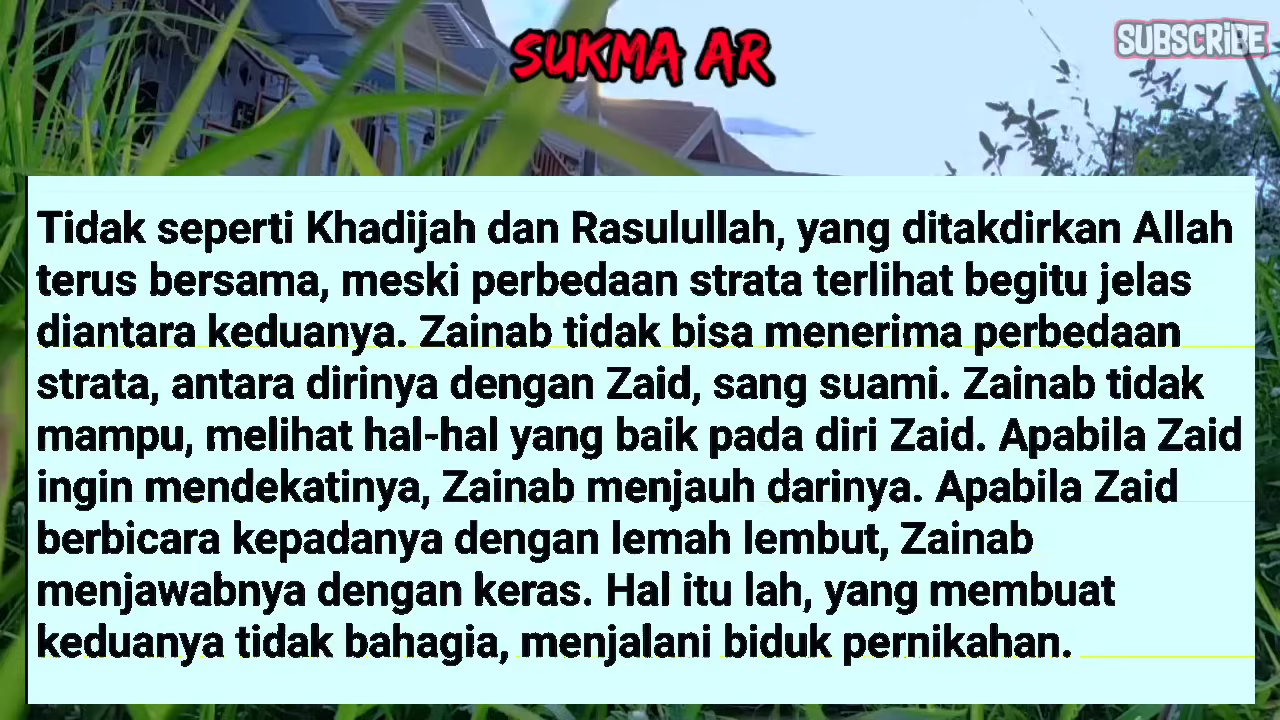 SUKMA AR
SUBSCRiBE
Tidak seperti Khadijah dan Rasulullah, yang ditakdirkan Allah
terus bersama, meski perbedaan strata terlihat begitu jelas
diantara keduanya. Zainab tidak bisa menerima perbedaan
strata, antara dirinya dengan Zaid, sang suami. Zainab tidak
mampu, melihat hal-hal yang baik pada diri Zaid. Apabila Zaid
ingin mendekatinya, Zainab menjauh darinya. Apabila Zaid
berbicara kepadanya dengan lemah lembut, Zainab
menjawabnya dengan keras. Hal itu lah, yang membuat
keduanya tidak bahagia, menjalani biduk pernikahan.